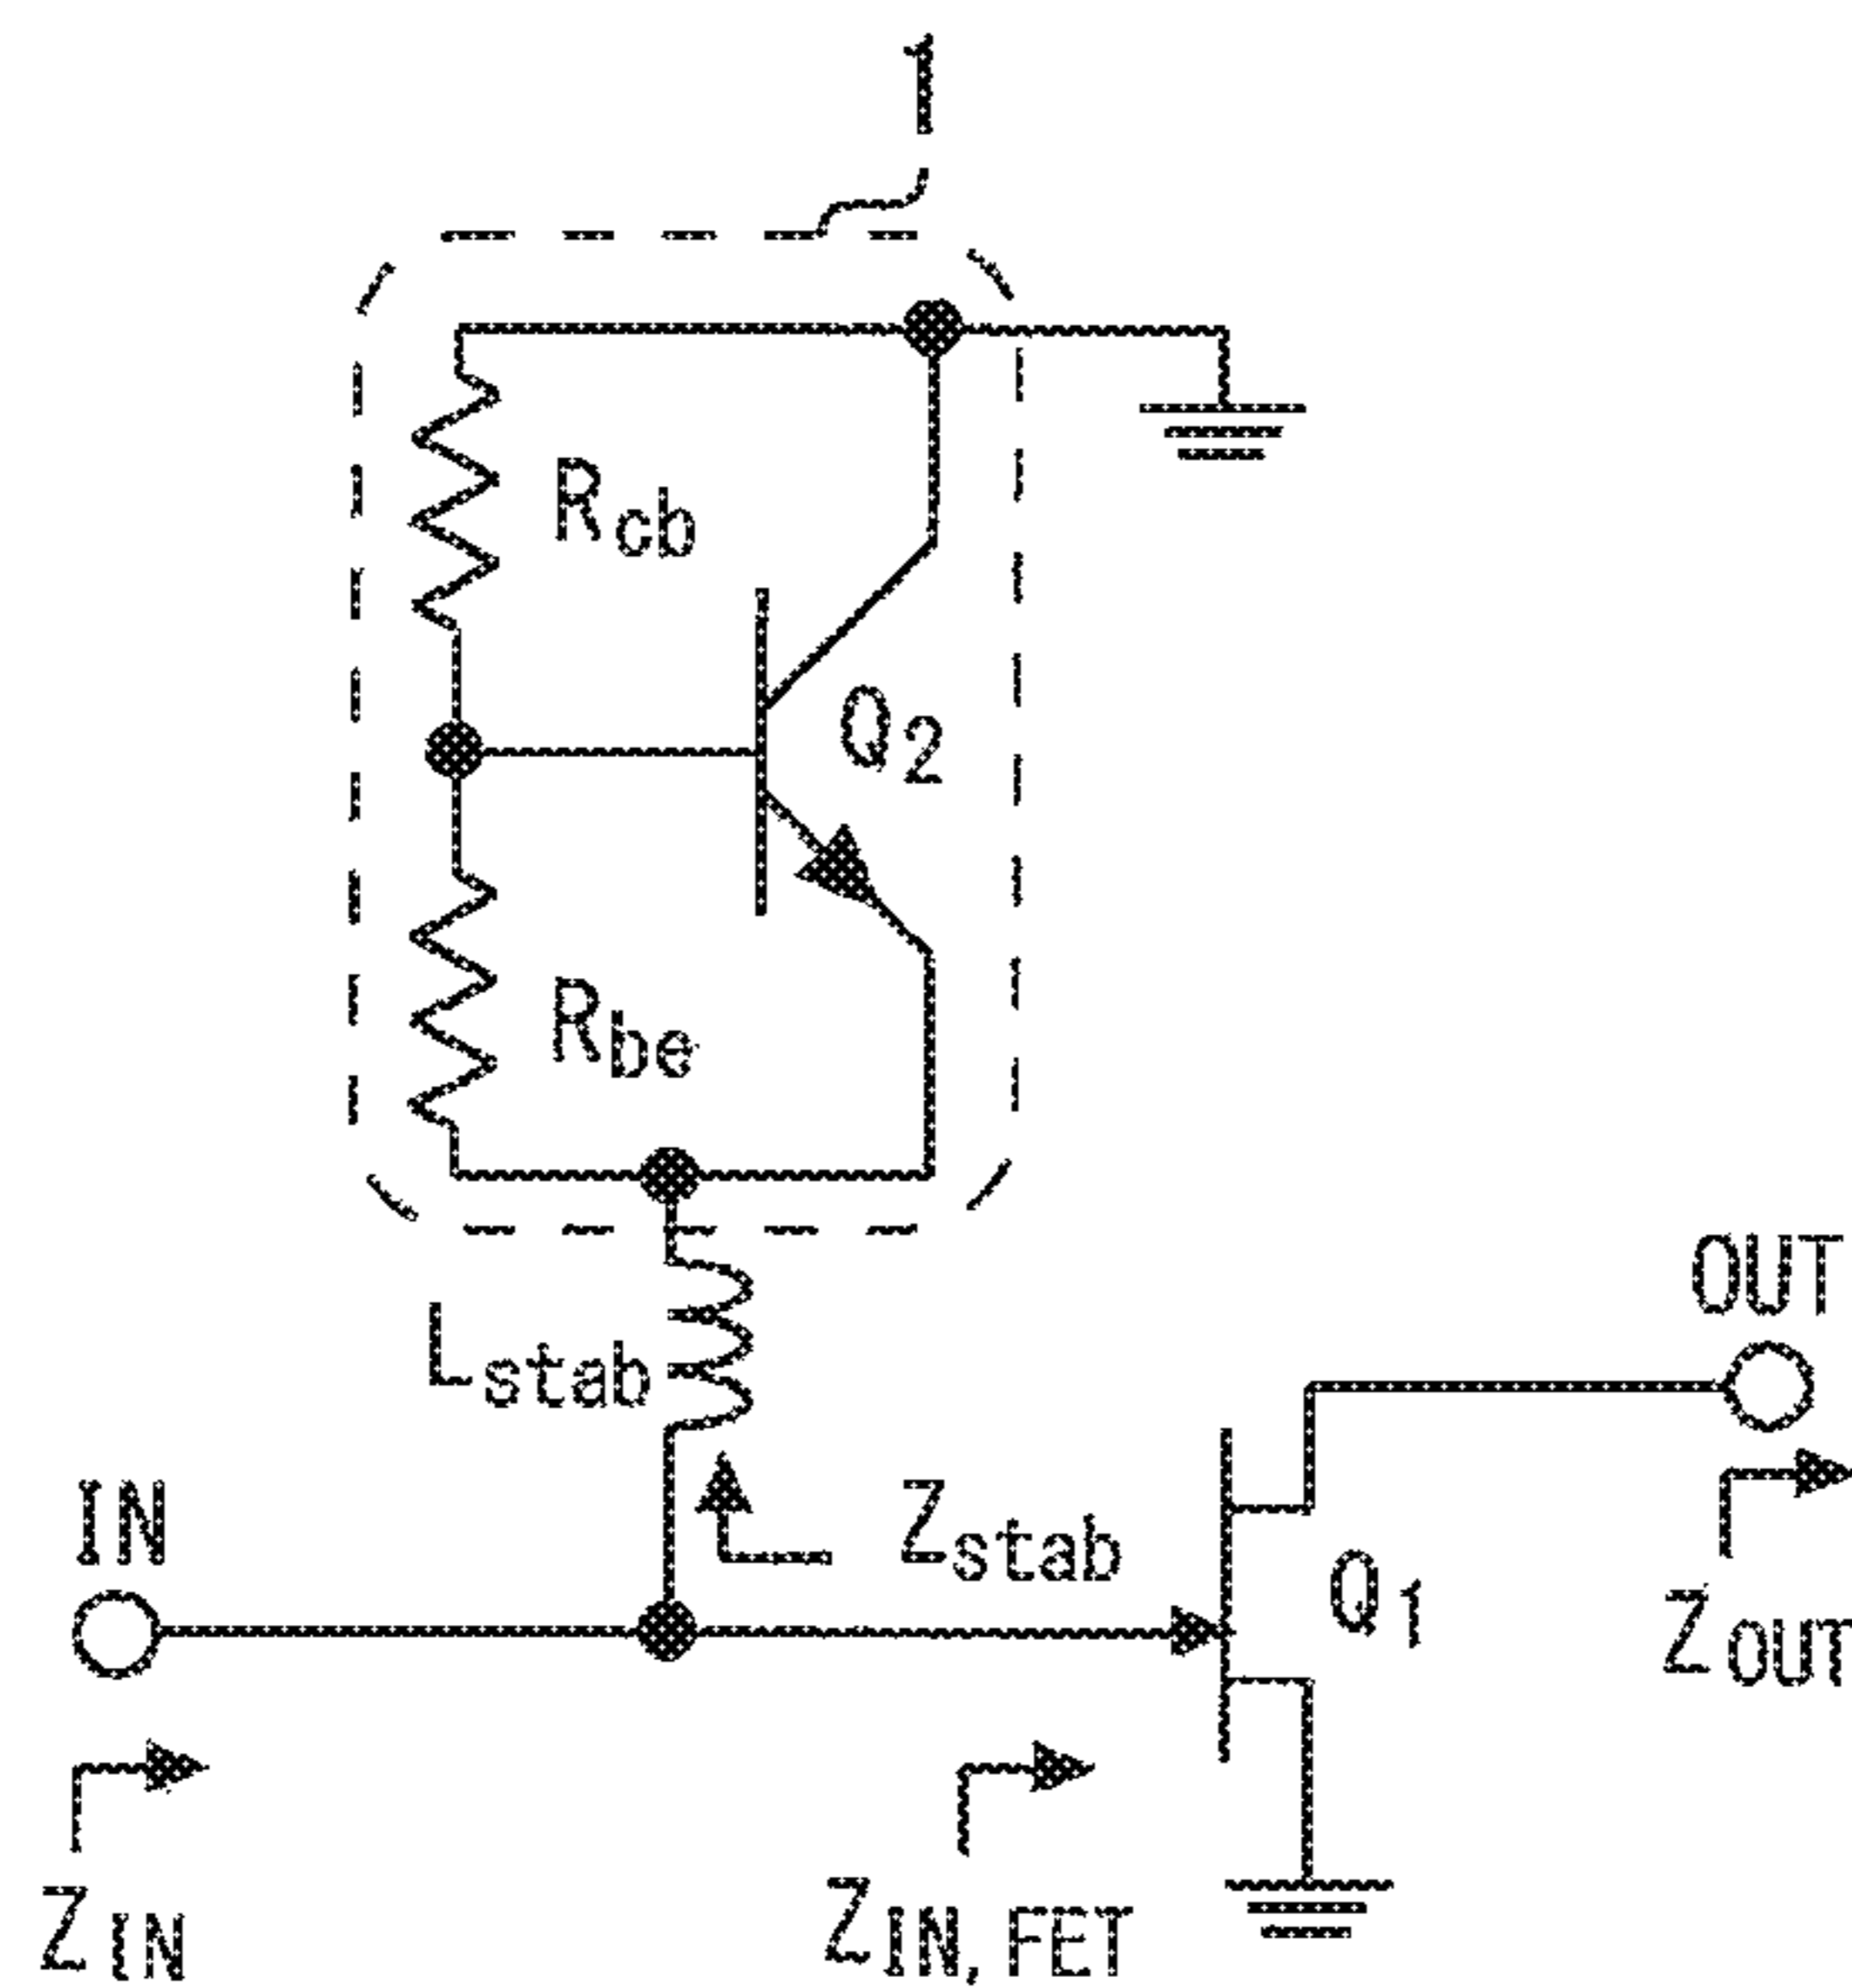 1
Rcb
Q2
Rbe
Lstab
OUT
IN
Zstab
Q1
ZOUT
ZIN
ZIN, FET